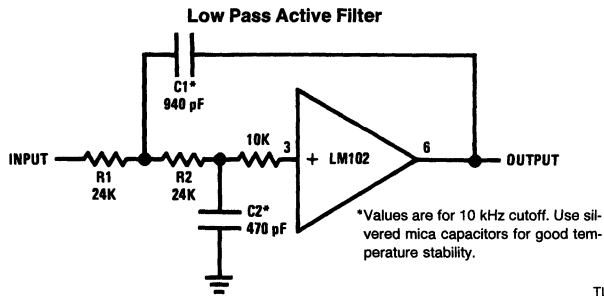 Low Pass Active Filter
C1*
940 pF
10K
3
6
INPUT
+ LM102
OUTPUT
R1
24K
R2
24K
C2*
470 pF
*Values are for 10 kHz cutoff. Use sil-
vered mica capacitors for good tem-
perature stability.
TL